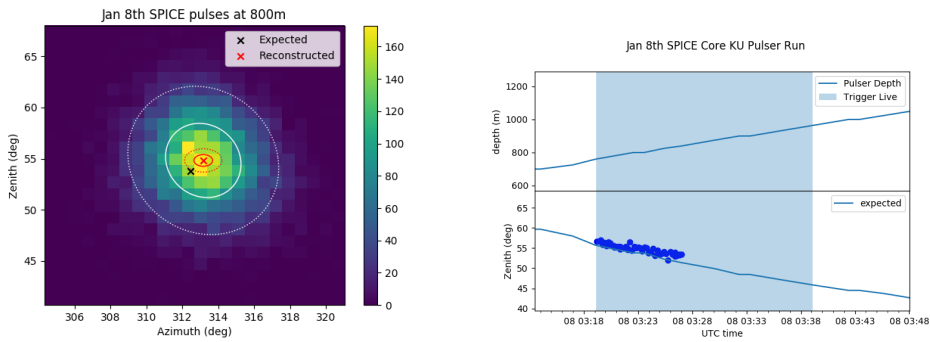 Jan 8th SPICE pulses at 800m
Expected
Reconstructed
Zenith (deg)
65
60
55
50
45
306 308 310 312 314 316 318 320
Azimuth (deg)
160
140
120
100
80
60
40
20
0
Jan 8th SPICE Core KU Pulser Run
Pulser Depth
Trigger Live
depth (m)
1200
1000
800
600
expected
Zenith (deg)
65
60
55
50
45
40
08 03:18 08 03:23 08 03:28 08 03:33 08 03:38 08 03:43 08 03:48
UTC time